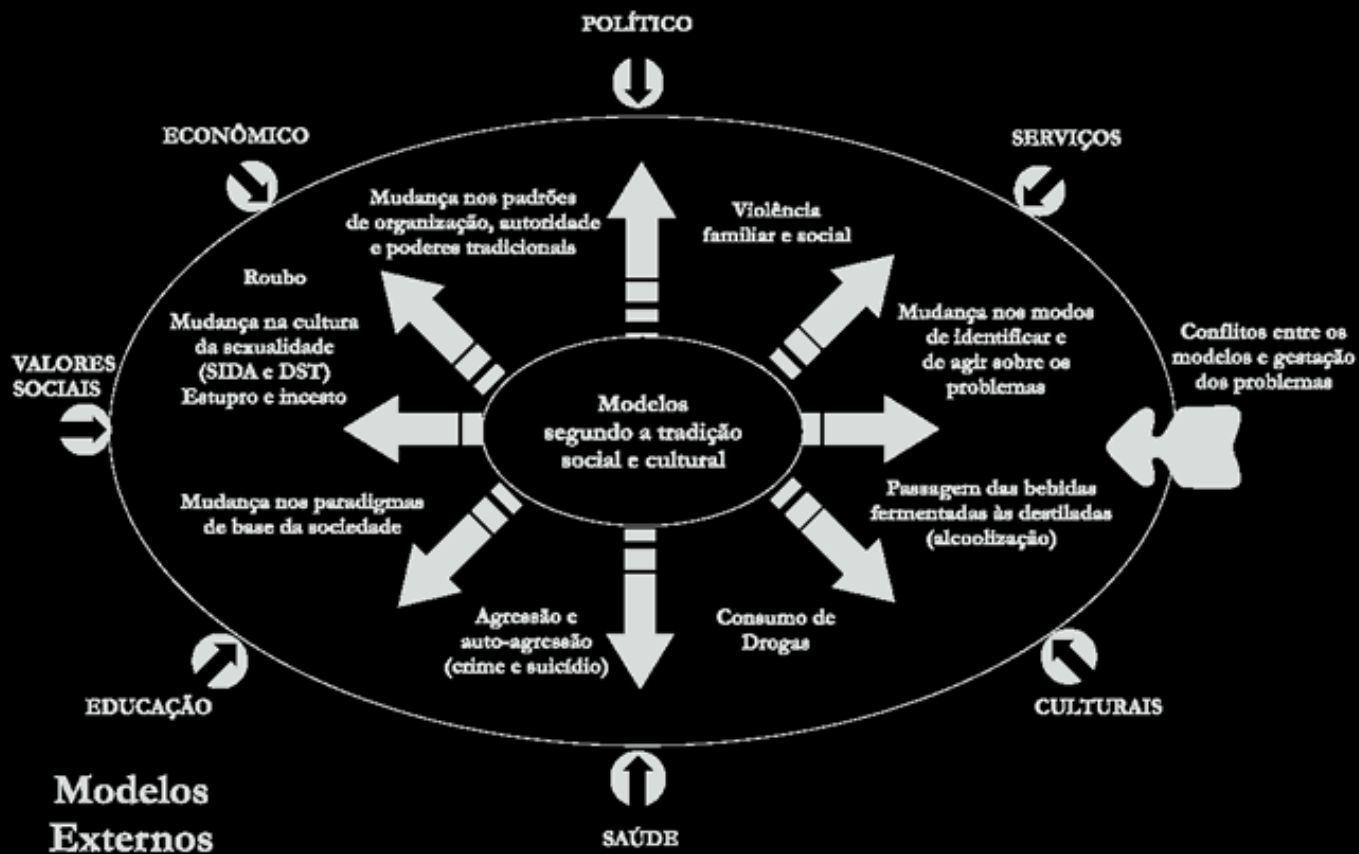 POLÍTICO
ECONÔMICO
SERVIÇOS
Mudança nos padrões
de organização, autoridade
e poderes tradicionais
Violência
familiar e social
Roubo
Mudança na cultura
da sexualidade
(SIDA e DST)
Estupro e incesto
Mudança nos modos
de identificar e
de agir sobre os
problemas
Conflitos entre os
modelos e gestação
dos problemas
VALORES
SOCIAIS
Modelos
segundo a tradição
social e cultural
Mudança nos paradigmas
de base da sociedade
Passagem das bebidas
fermentadas às destiladas
(alcoolização)
Agressão e
auto-agressão
(crime e suicídio)
Consumo de
Drogas
EDUCAÇÃO
CULTURAIS
SAÚDE
Modelos
Externos